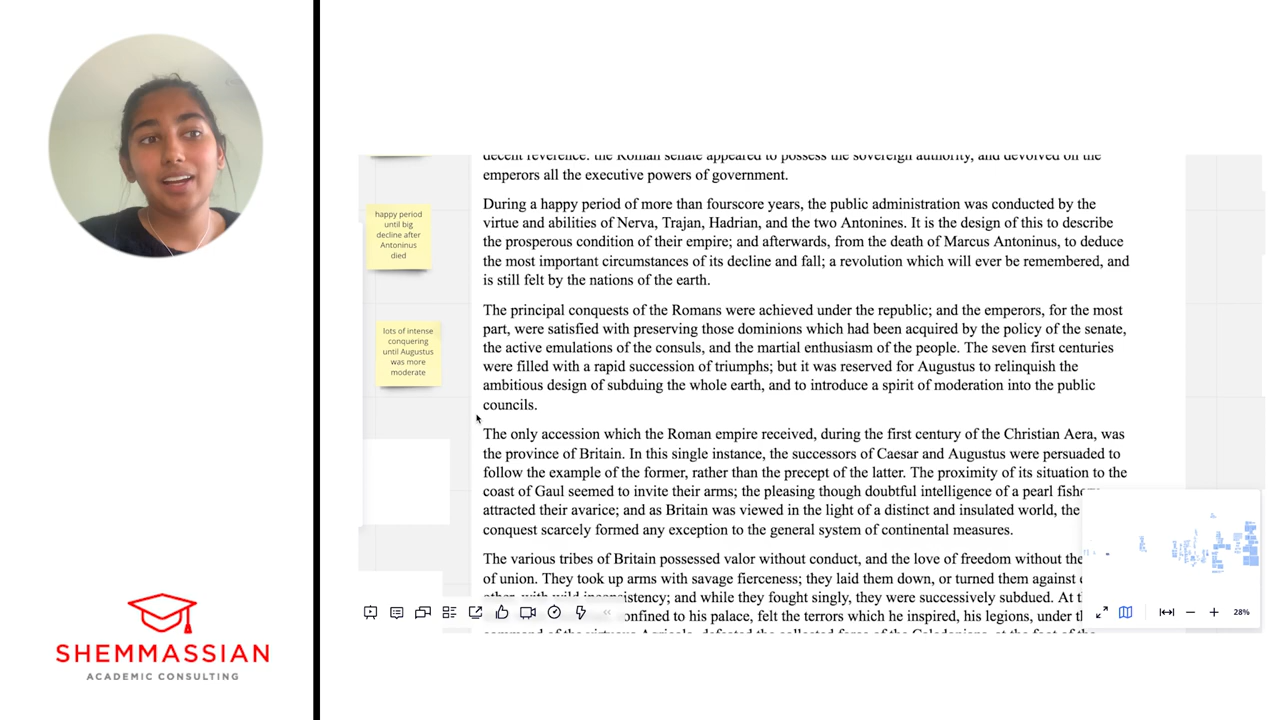 decent reverence: the Roman senate appeared to possess the sovereign authority, and devolved on the
emperors all the executive powers of government.
happy period
until big
decline after
Antoninus
died
During a happy period of more than fourscore years, the public administration was conducted by the
virtue and abilities of Nerva, Trajan, Hadrian, and the two Antonines. It is the design of this to describe
the prosperous condition of their empire; and afterwards, from the death of Marcus Antoninus, to deduce
the most important circumstances of its decline and fall; a revolution which will ever be remembered, and
is still felt by the nations of the earth.
lots of intense
conquering
until Augustus
was more
moderate
The principal conquests of the Romans were achieved under the republic; and the emperors, for the most
part, were satisfied with preserving those dominions which had been acquired by the policy of the senate,
the active emulations of the consuls, and the martial enthusiasm of the people. The seven first centuries
were filled with a rapid succession of triumphs; but it was reserved for Augustus to relinquish the
ambitious design of subduing the whole earth, and to introduce a spirit of moderation into the public
councils.
The only accession which the Roman empire received, during the first century of the Christian Aera, was
the province of Britain. In this single instance, the successors of Caesar and Augustus were persuaded to
follow the example of the former, rather than the precept of the latter. The proximity of its situation to the
coast of Gaul seemed to invite their arms; the pleasing though doubtful intelligence of a pearl
attracted their avarice; and as Britain was viewed in the light of a distinct and insulated world, the
conquest scarcely formed any exception to the general system of continental measures.
The various tribes of Britain possessed valor without conduct, and the love of freedom without the
of union. They took up arms with savage fierceness; they laid them down, or turned them against
other, with wild inconsistency; and while they fought singly, they were successively subdued. At
confined to his palace, felt the terrors which he inspired, his legions, under
command of the virtuous Agricola, defeated the collected force of the Caledonians, at the foot of the
28%
SHEMMASSIAN
ACADEMIC CONSULTING